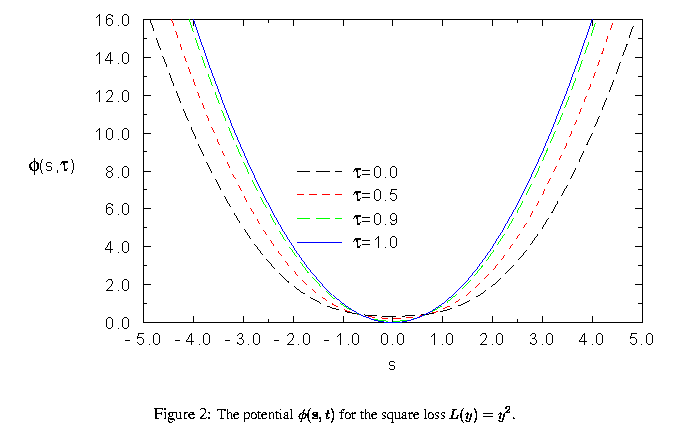 16.0
14.0
12.0
10.0
8.0
6.0
4.0
2.0
0.0
ϕ(s,τ)
τ=0.0
τ=0.5
τ=0.9
τ=1.0
-5.0 -4.0 -3.0 -2.0 -1.0 0.0 1.0 2.0 3.0 4.0 5.0
s
Figure 2: The potential ϕ(s, t) for the square loss L(y) = y².